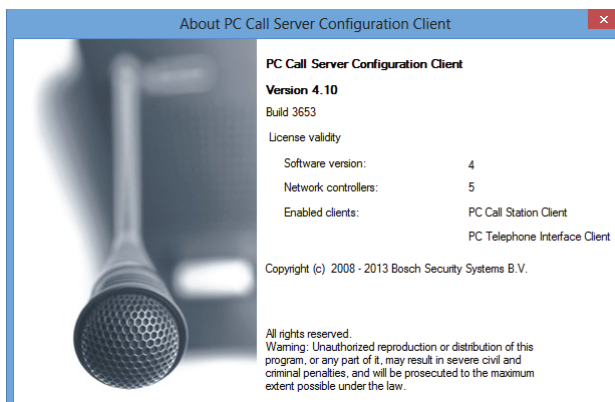 About PC Call Server Configuration Client
PC Call Server Configuration Client
Version 4.10
Build 3653
License validity
Software version: 4
Network controllers: 5
Enabled clients: PC Call Station Client
PC Telephone Interface Client
Copyright (c) 2008 - 2013 Bosch Security Systems B.V.
All rights reserved.
Warning: Unauthorized reproduction or distribution of this
program, or any part of it, may result in severe civil and
criminal penalties, and will be prosecuted to the maximum
extent possible under the law.